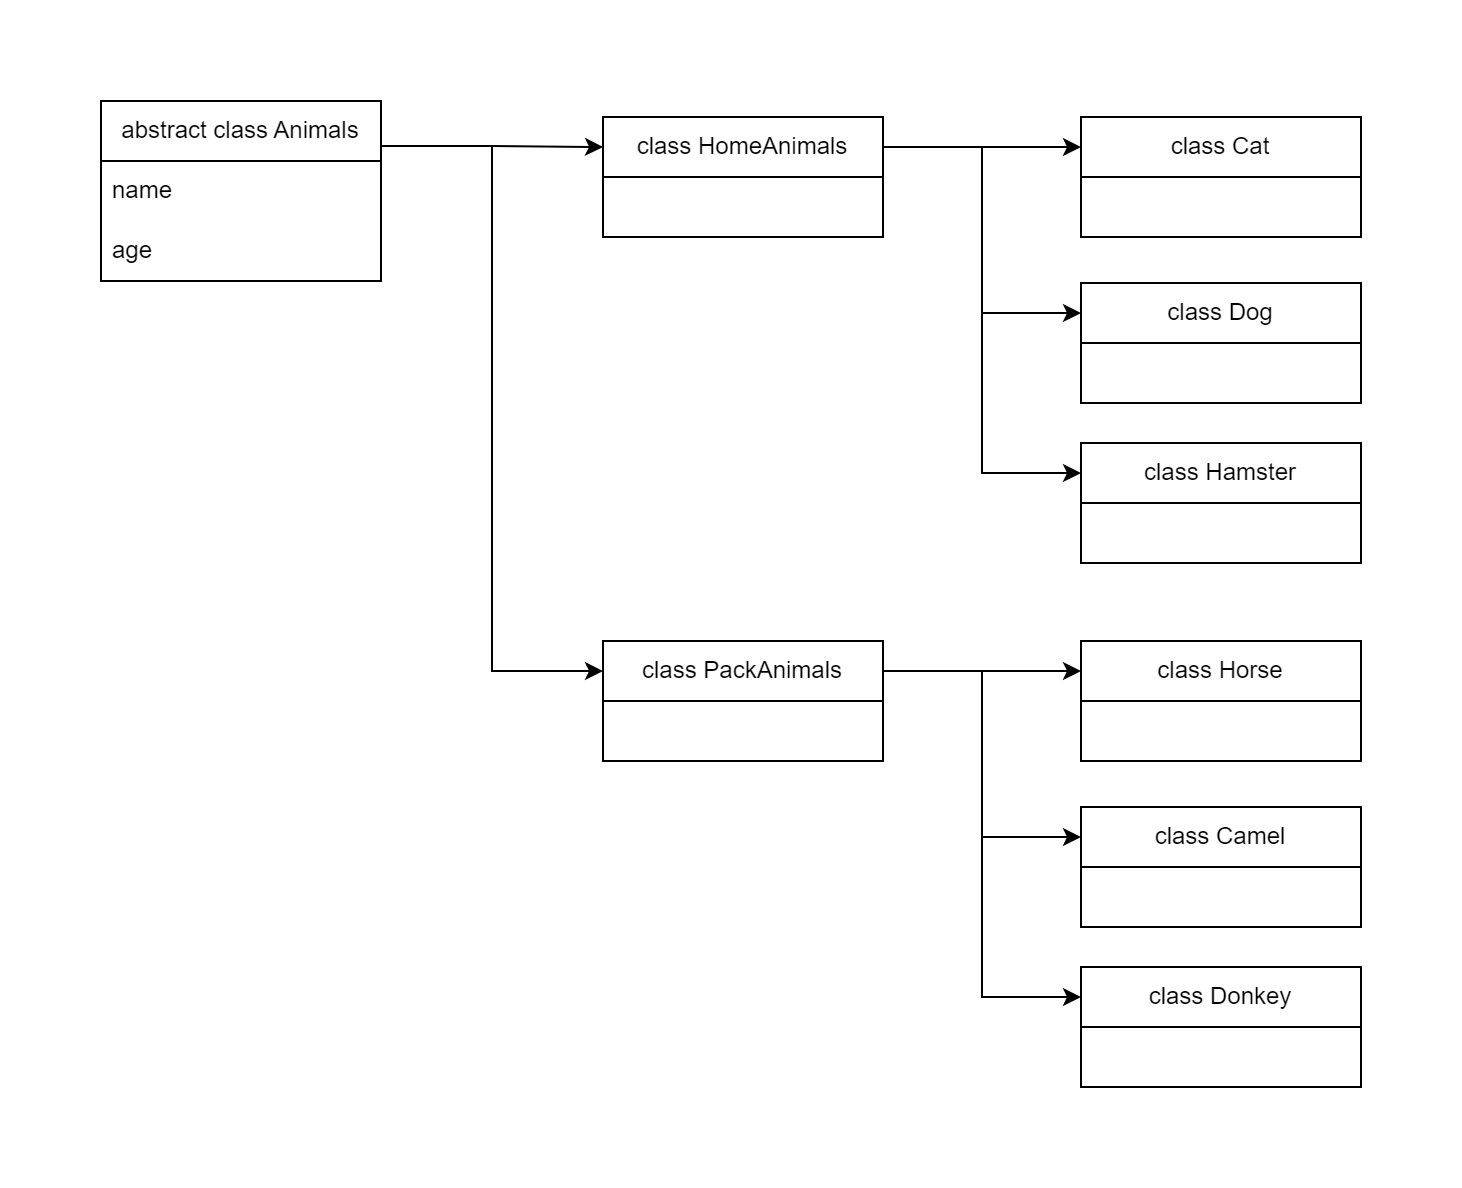 abstract class Animals
name
age
class HomeAnimals
class Cat
class Dog
class Hamster
class PackAnimals
class Horse
class Camel
class Donkey